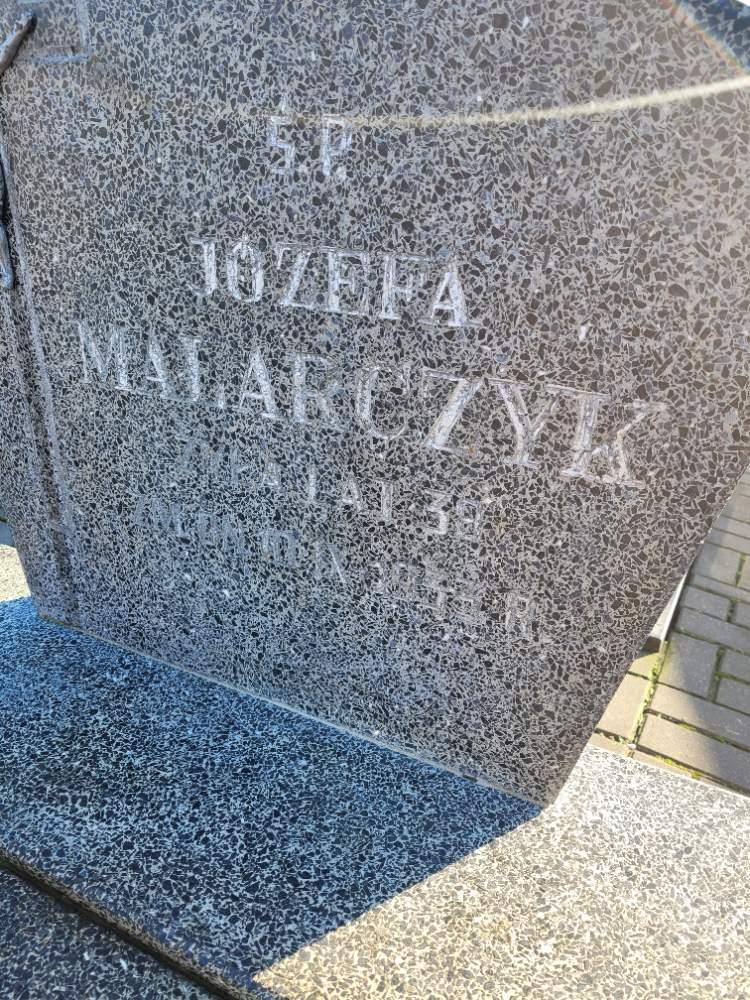 Ś.P.
JÓZEFA
MALARCZYK
ŻYŁA LAT 39
R.